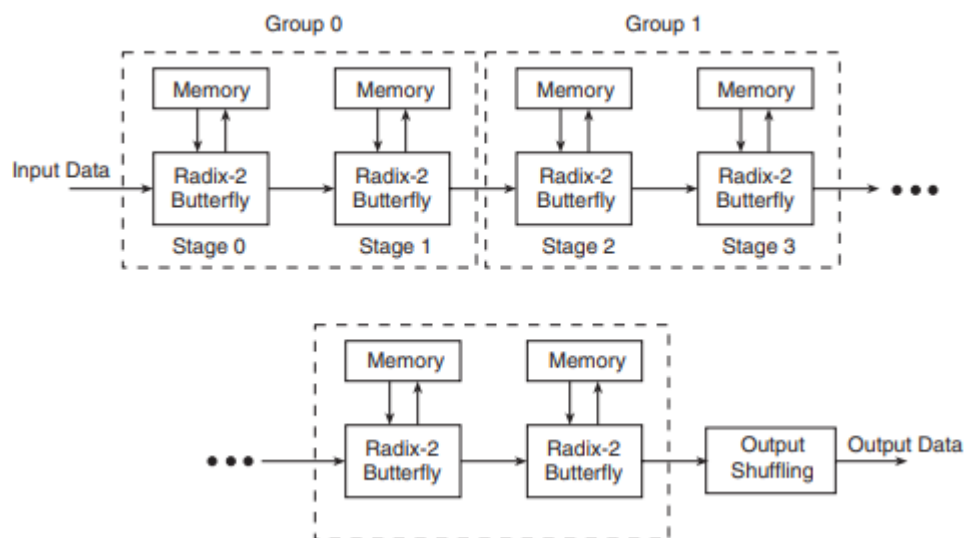 Group 0
Group 1
Memory
Memory
Memory
Memory
Input Data
Radix-2
Butterfly
Radix-2
Butterfly
Radix-2
Butterfly
Radix-2
Butterfly
Stage 0
Stage 1
Stage 2
Stage 3
Memory
Memory
Radix-2
Butterfly
Radix-2
Butterfly
Output
Shuffling
Output Data